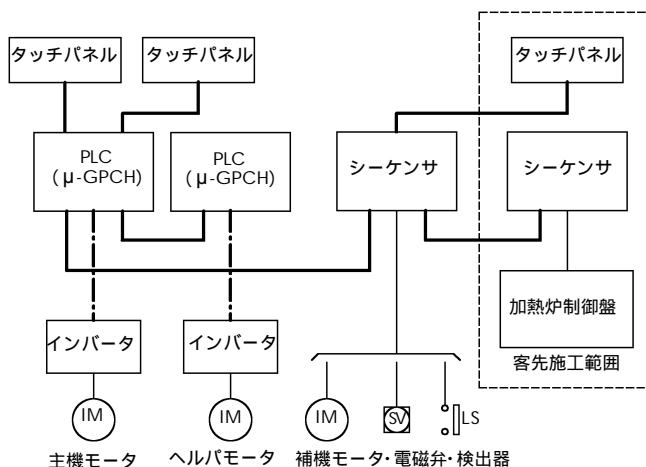 タッチパネル
タッチパネル
タッチパネル
PLC
(μ-GPCH)
PLC
(μ-GPCH)
シーケンサ
シーケンサ
加熱炉制御盤
客先施工範囲
インバータ
インバータ
IM
IM
IM
SV
LS
主機モータ
ヘルパモータ
補機モータ・電磁弁・検出器